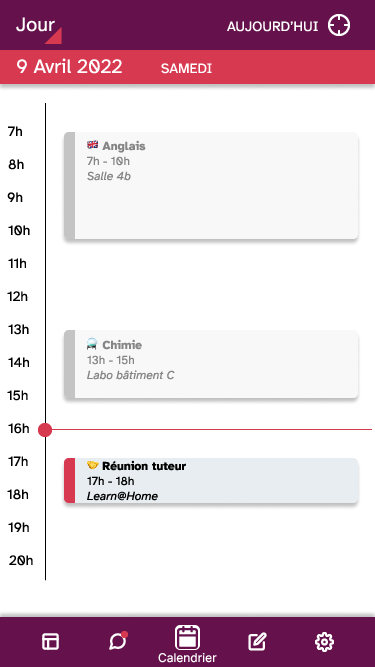 Jour
AUJOURD'HUI
9 Avril 2022
SAMEDI
7h
Anglais
7h - 10h
8h
Salle 4b
9h
10h
11h
12h
13h
Chimie
13h - 15h
14h
Labo bâtiment C
15h
16h
17h
Réunion tuteur
17h - 18h
18h
Learn@Home
19h
20h
Calendrier